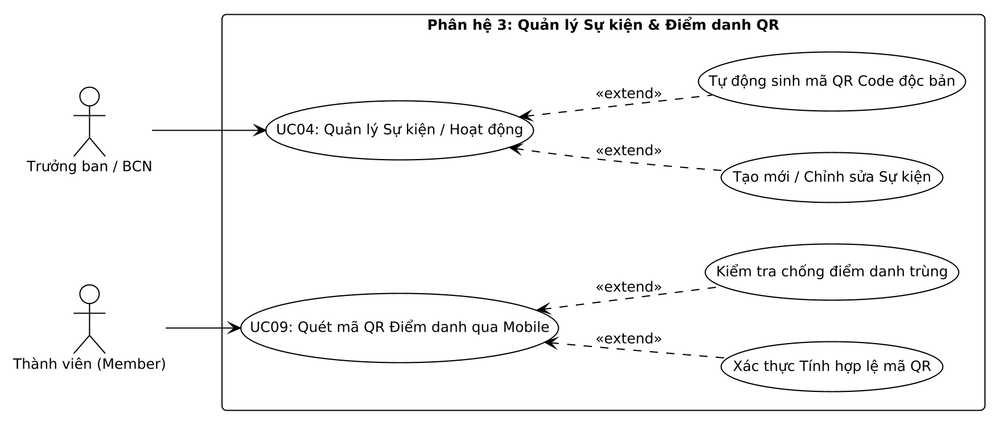 Phân hệ 3: Quản lý Sự kiện & Điểm danh QR
Tự động sinh mã QR Code độc bản
«extend»
UC04: Quản lý Sự kiện / Hoạt động
«extend»
Trưởng ban / BCN
Tạo mới / Chỉnh sửa Sự kiện
Kiểm tra chống điểm danh trùng
«extend»
UC09: Quét mã QR Điểm danh qua Mobile
«extend»
Thành viên (Member)
Xác thực Tính hợp lệ mã QR